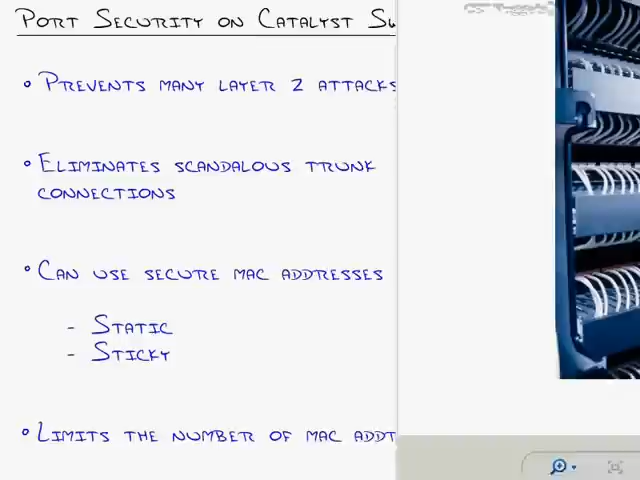 Port Security on Catalyst Sw
• Prevents many layer 2 attacks
• Eliminates scandalous trunk
connections
• Can use secure mac addresses
- Static
- Sticky
• Limits the number of mac addr